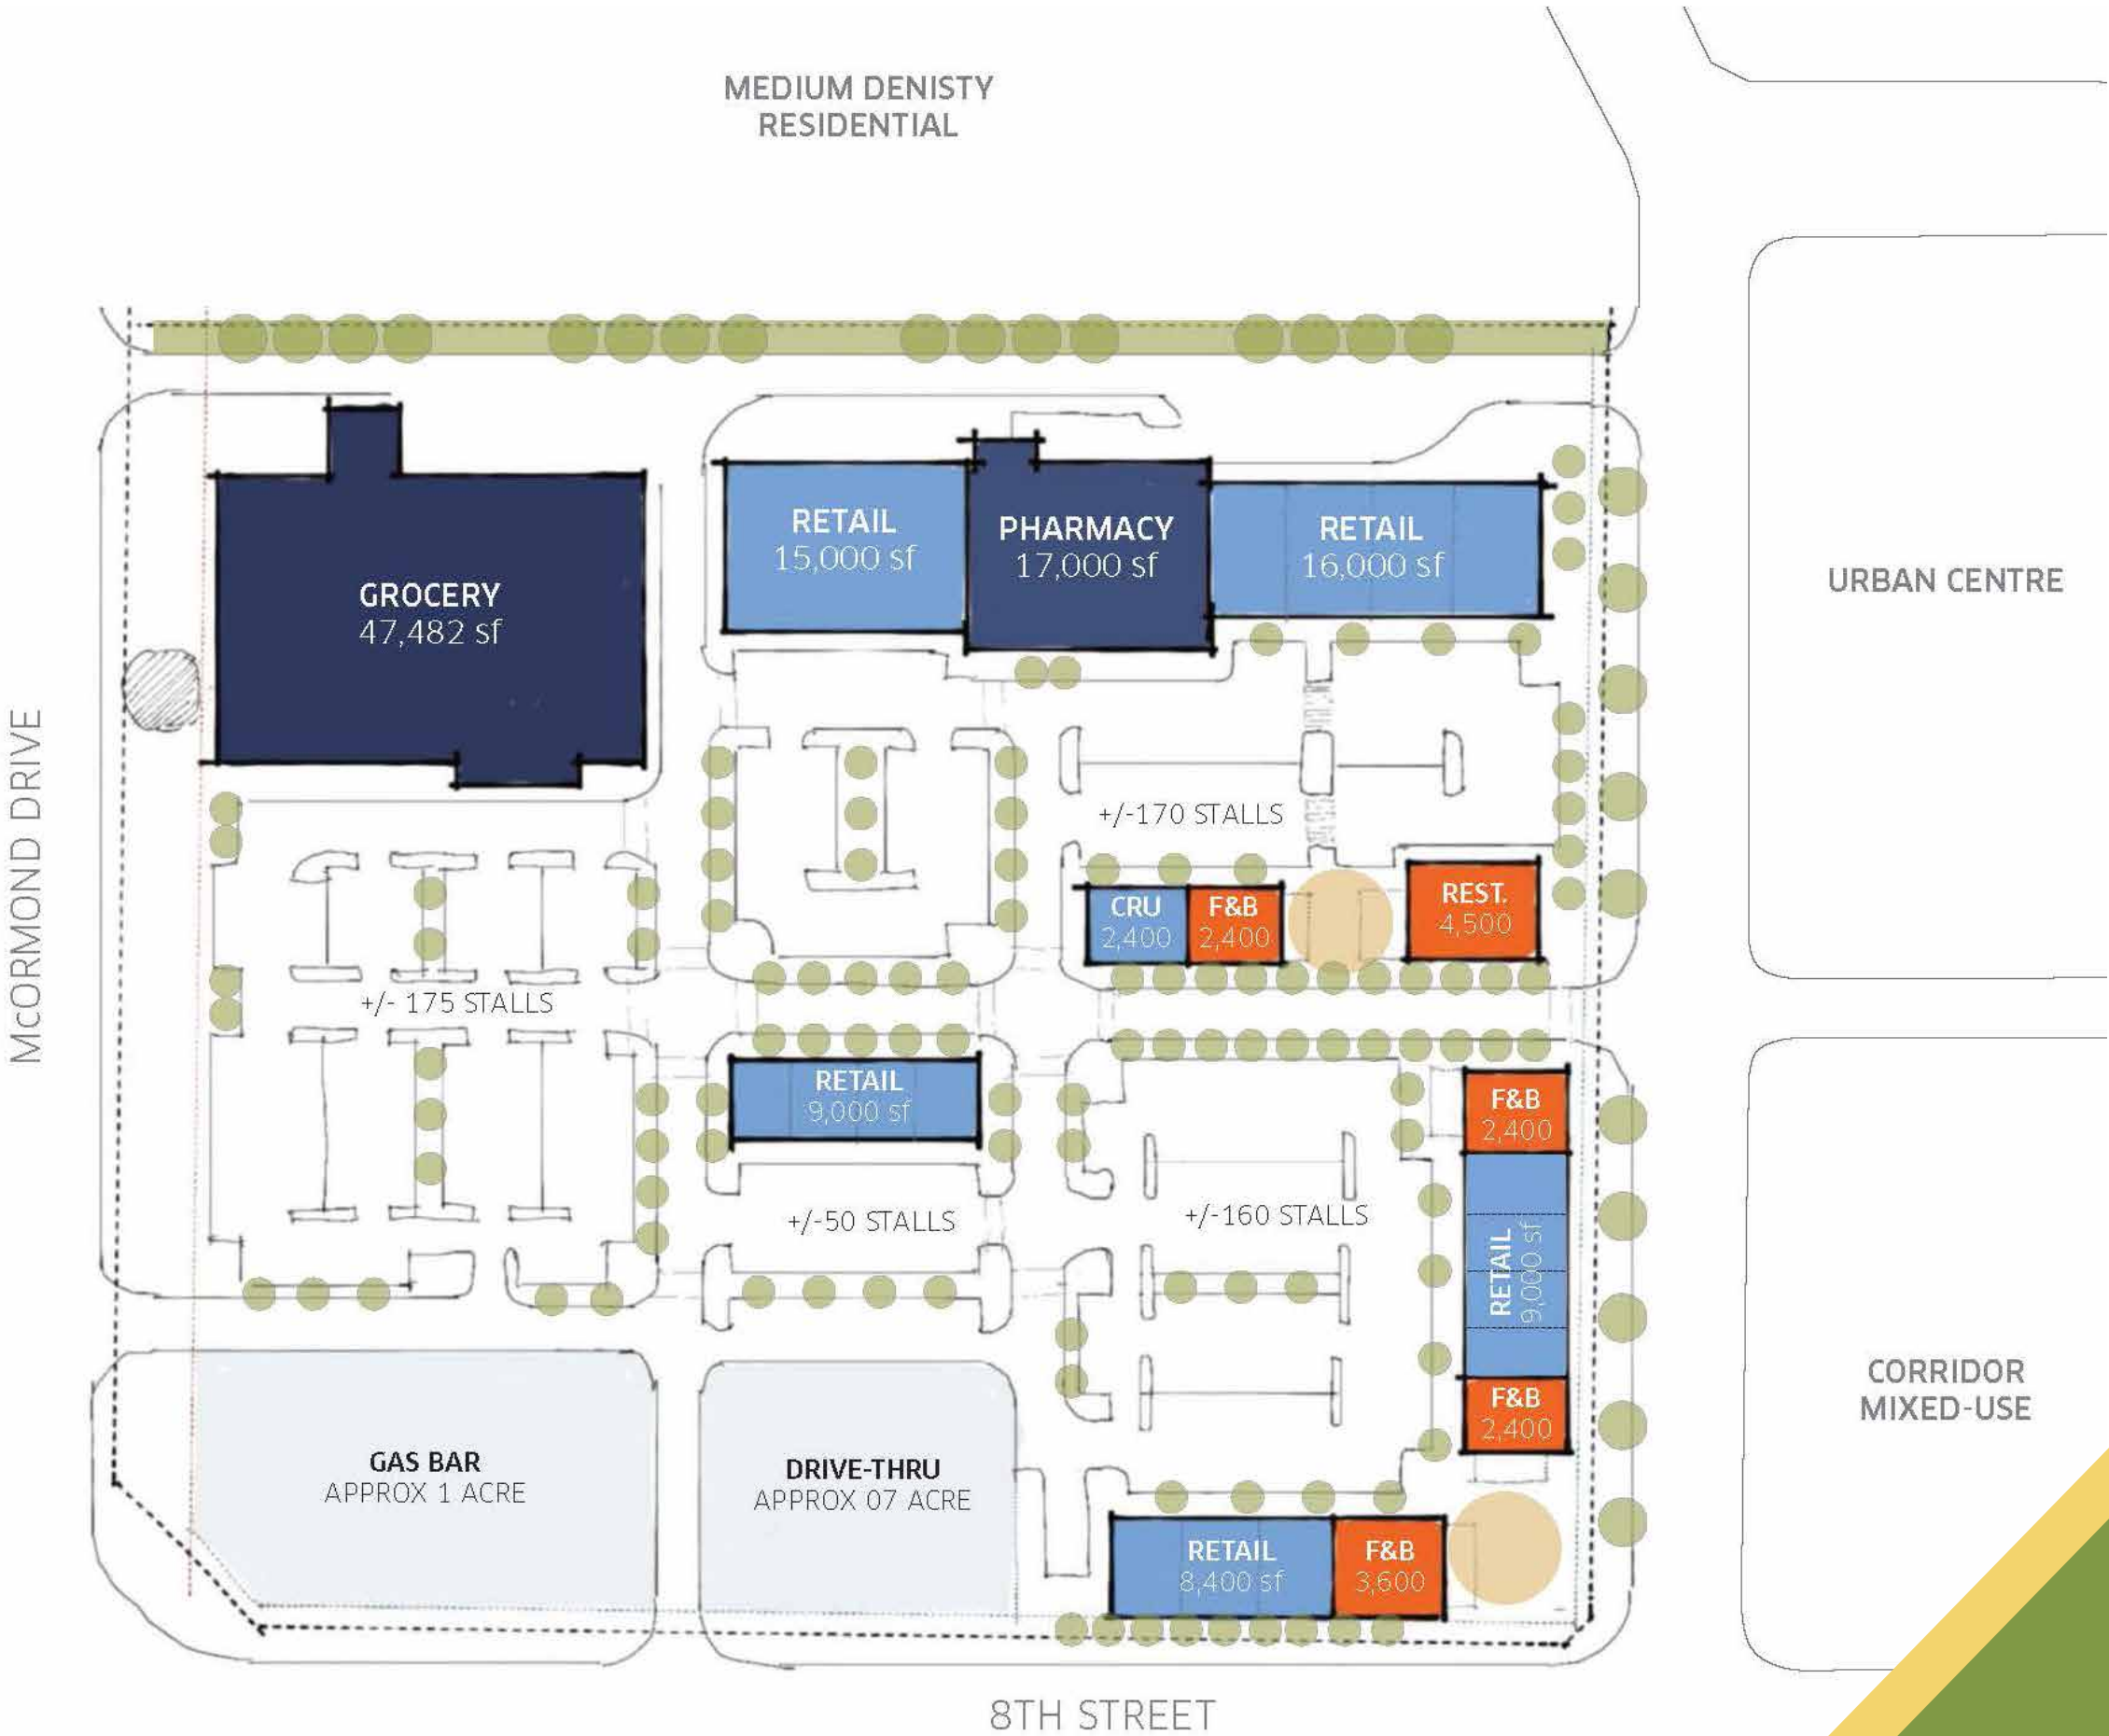 MEDIUM DENISTY
RESIDENTIAL
RETAIL
15,000 sf
PHARMACY
17,000 sf
RETAIL
16,000 sf
GROCERY
47,482 sf
URBAN CENTRE
McCORMOND DRIVE
+/-170 STALLS
CRU
2,400
F&B
2,400
REST.
4,500
+/- 175 STALLS
RETAIL
9,000 sf
F&B
2,400
+/-50 STALLS
+/-160 STALLS
RETAIL
9,000 sf
CORRIDOR
MIXED-USE
F&B
2,400
GAS BAR
APPROX 1 ACRE
DRIVE-THRU
APPROX 07 ACRE
RETAIL
8,400 sf
F&B
3,600
8TH STREET